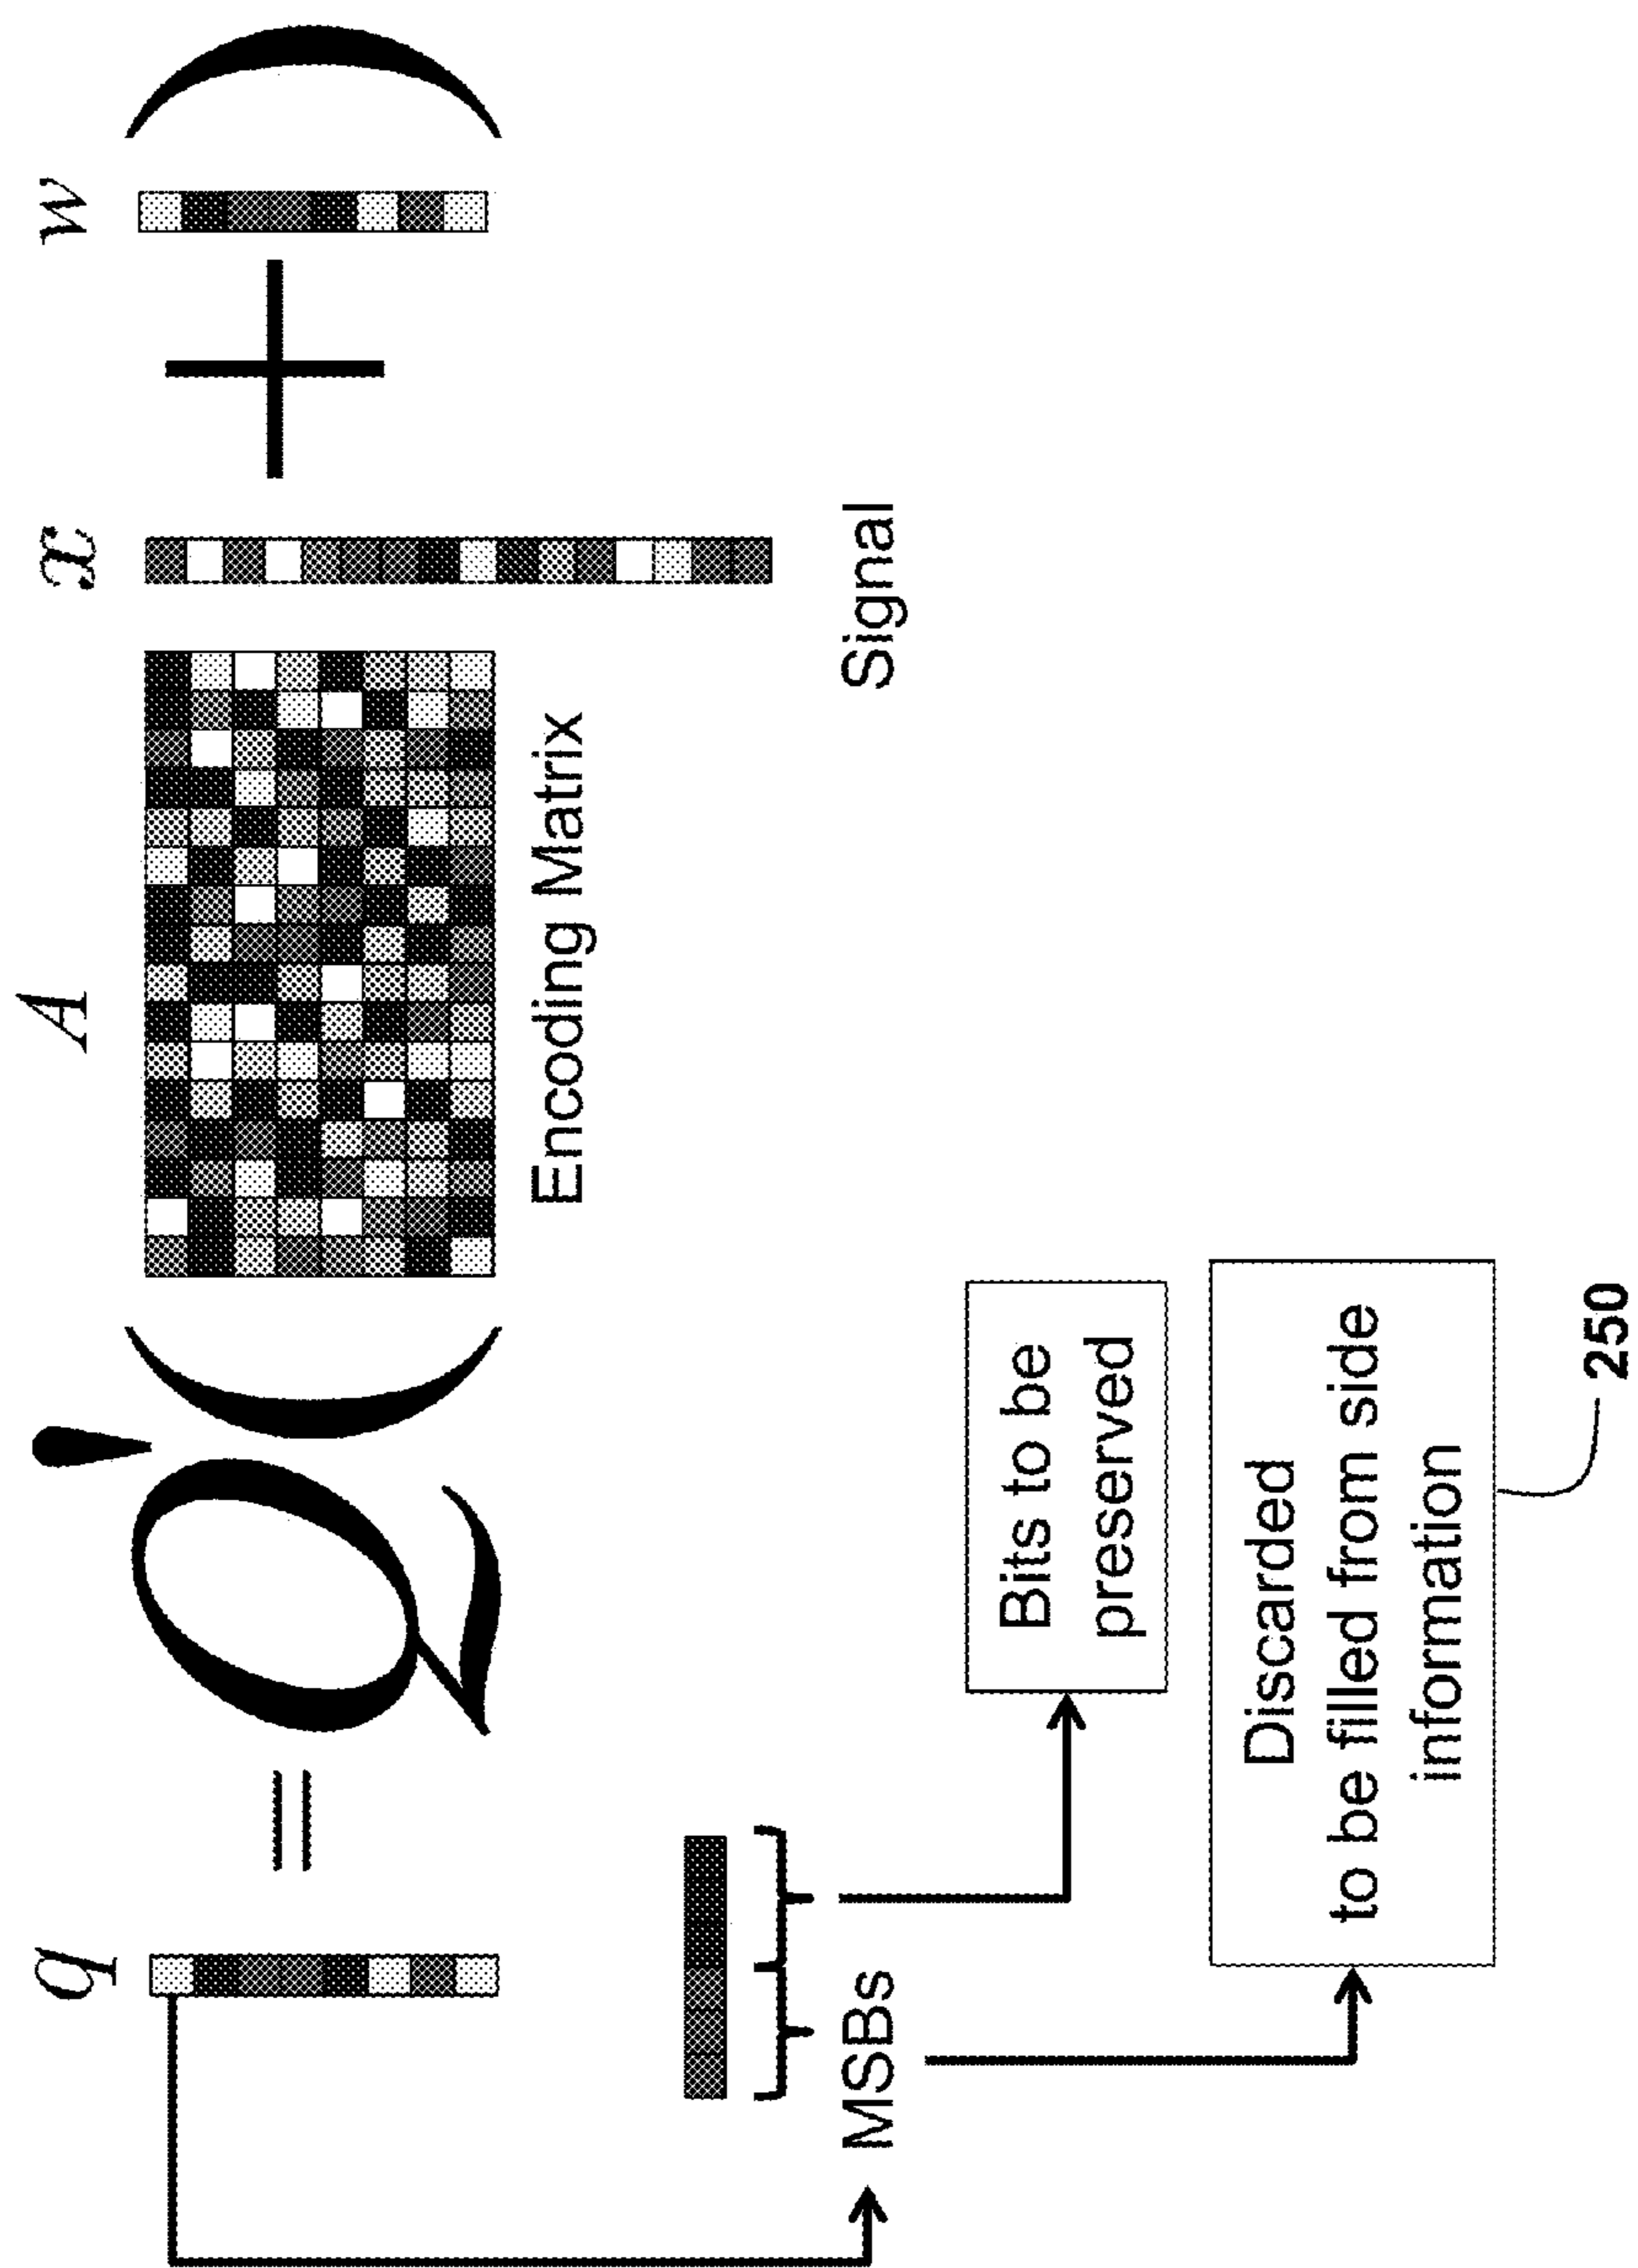 q = Q′( A x + w )
Encoding Matrix
Signal
MSBs
Bits to be
preserved
Discarded
to be filled from side
information
250